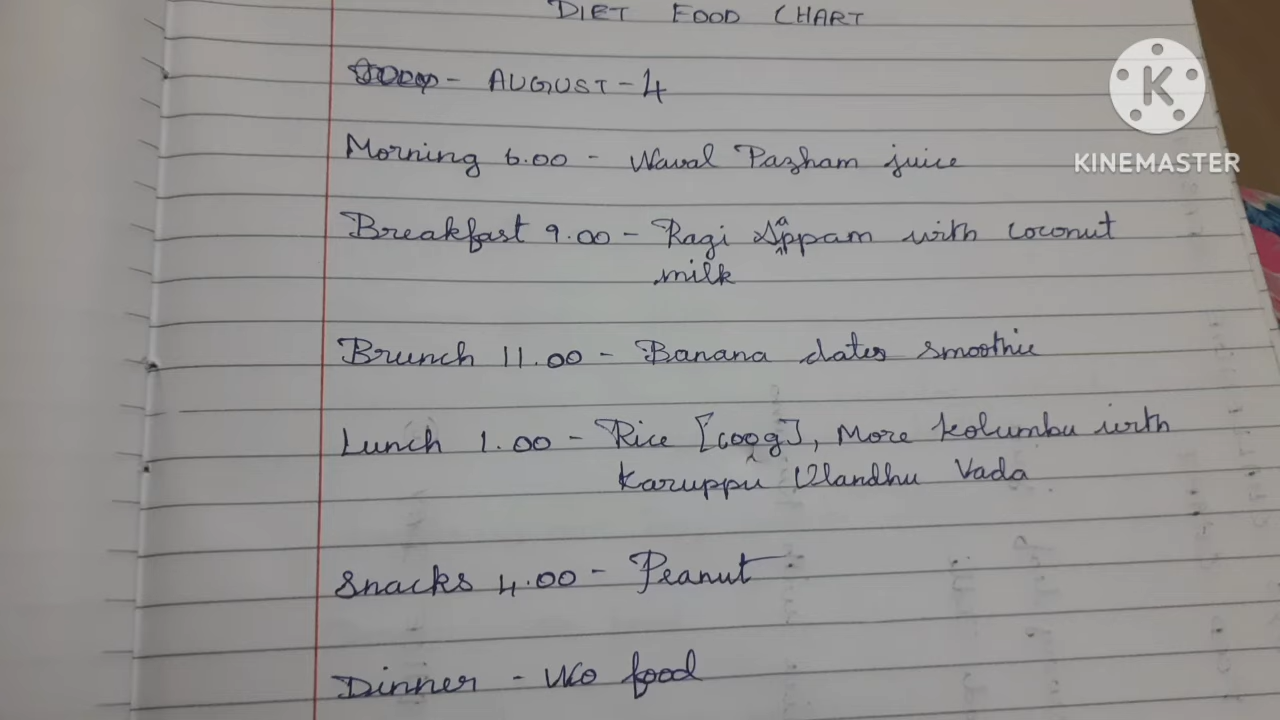 DIET FOOD CHART
- AUGUST - 4
K
KINEMASTER
Morning 6.00 - Naval Pazham juice
Breakfast 9.00 - Ragi Appam with coconut
milk
Brunch 11.00 - Banana dates smoothie
Lunch 1.00 - Rice [100g], More kolumbu with
Karuppu Ulandhu Vada
Snacks 4.00 - Peanut
Dinner - No food